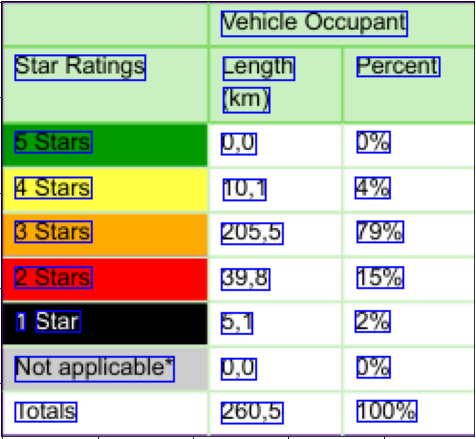 Vehicle Occupant
Star Ratings Length (km) Percent
5 Stars 0,0 0%
4 Stars 10,1 4%
3 Stars 205,5 79%
2 Stars 39,8 15%
1 Star 5,1 2%
Not applicable* 0,0 0%
Totals 260,5 100%